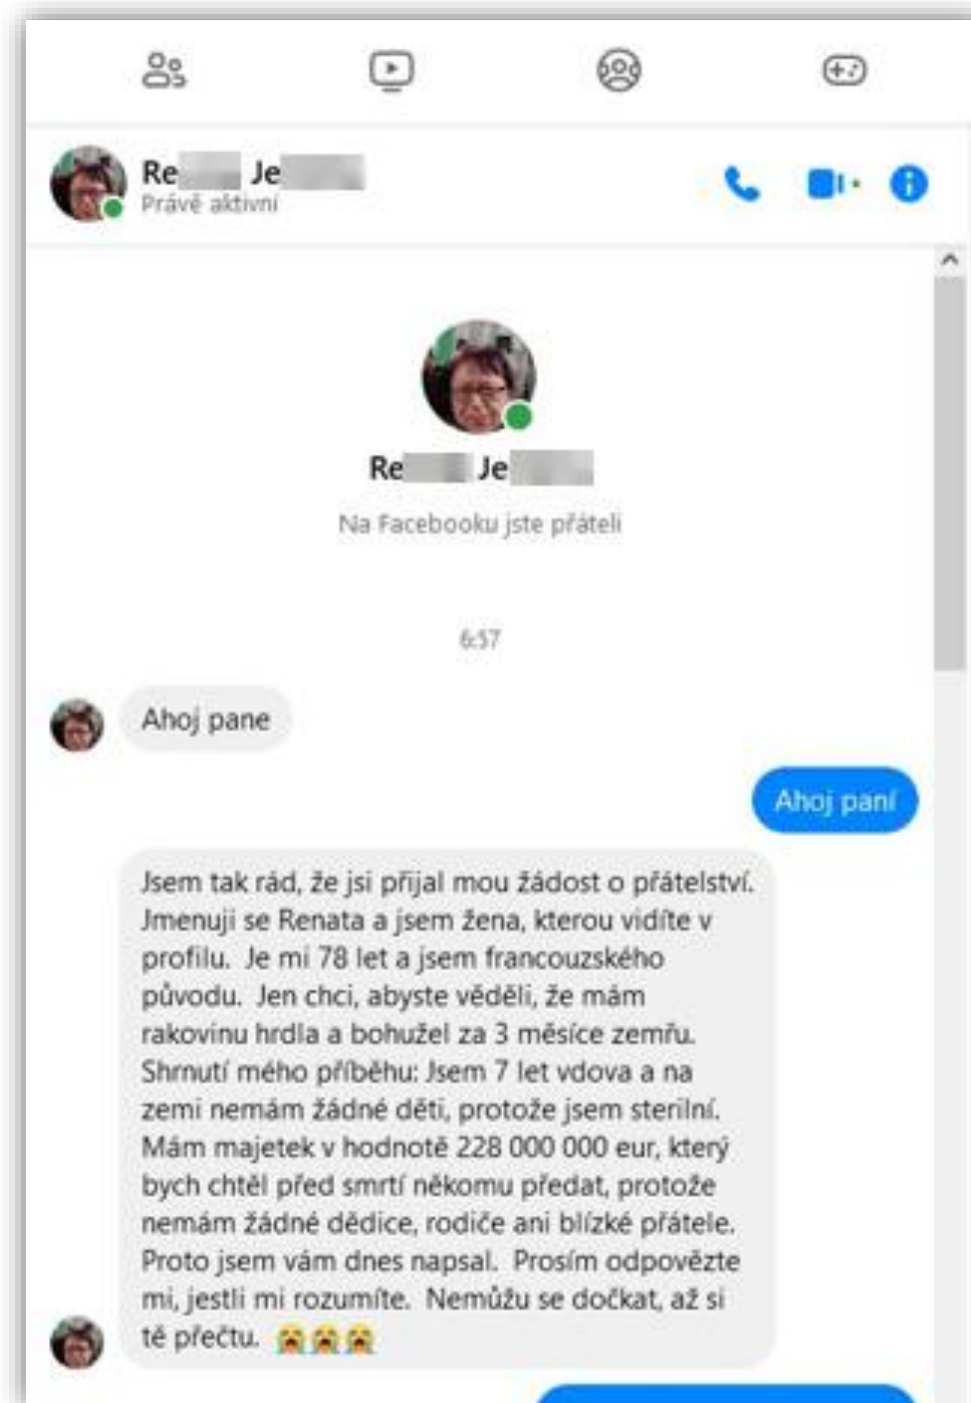 Re Je
Právě aktivní
Re Je
Na Facebooku jste přáteli
6:57
Ahoj pane
Ahoj paní
Jsem tak rád, že jsi přijal mou žádost o přátelství.
Jmenuji se Renata a jsem žena, kterou vidíte v
profilu. Je mi 78 let a jsem francouzského
původu. Jen chci, abyste věděli, že mám
rakovinu hrdla a bohužel za 3 měsíce zemřu.
Shrnutí mého příběhu: Jsem 7 let vdova a na
zemi nemám žádné děti, protože jsem sterilní.
Mám majetek v hodnotě 228 000 000 eur, který
bych chtěl před smrtí někomu předat, protože
nemám žádné dědice, rodiče ani blízké přátele.
Proto jsem vám dnes napsal. Prosím odpovězte
mi, jestli mi rozumíte. Nemůžu se dočkat, až si
tě přečtu. 😭😭😭